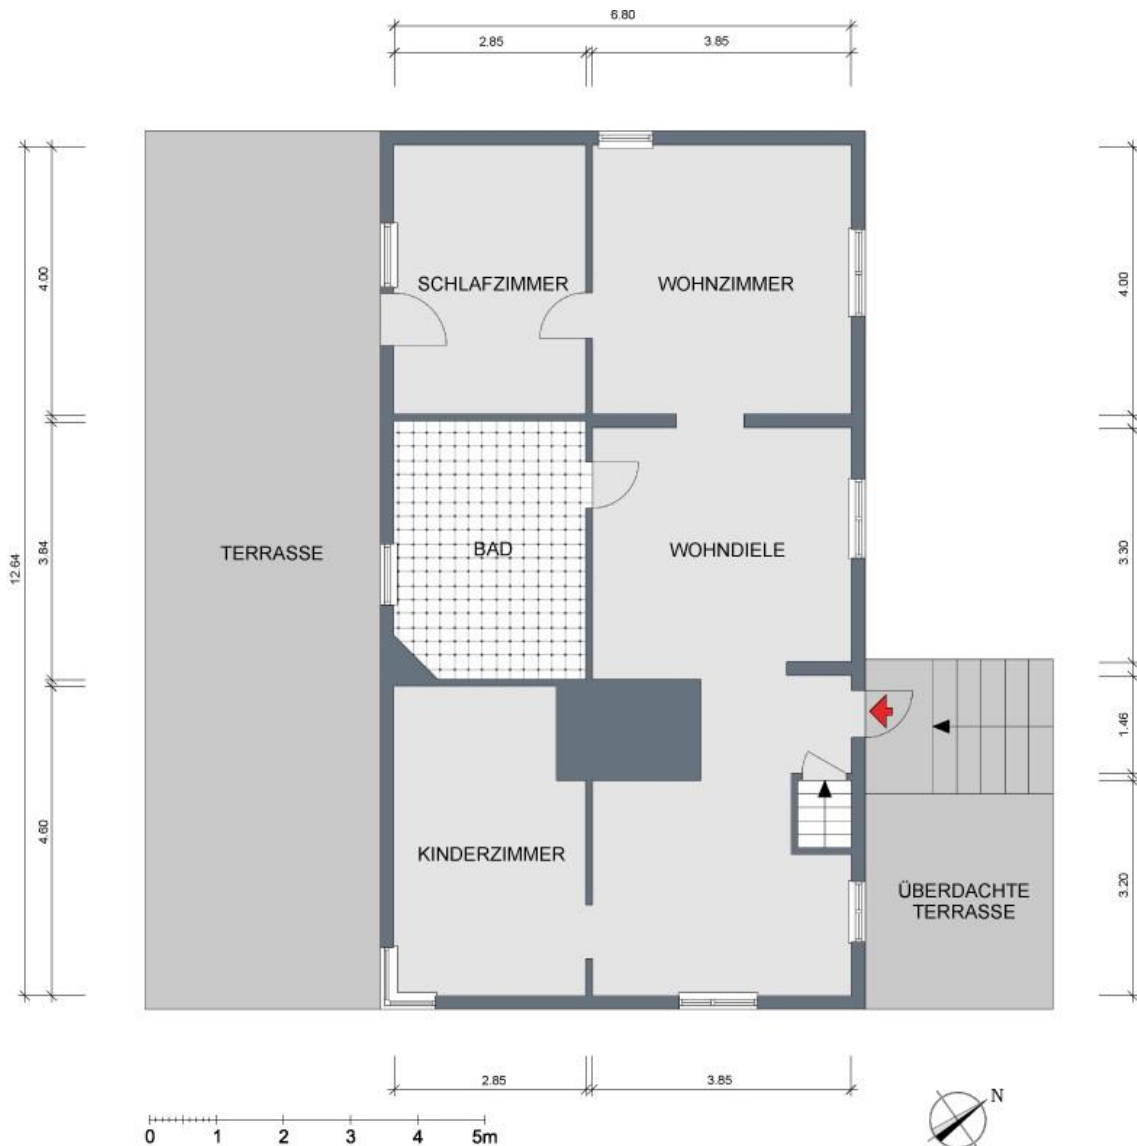 6.80
2.85 3.85
SCHLAFZIMMER WOHNZIMMER
4.00 4.00
TERRASSE BAD WOHNDIELE
12.64 3.84 3.30
1.46
KINDERZIMMER
4.60 3.20
ÜBERDACHTE
TERRASSE
2.85 3.85
N
0 1 2 3 4 5m